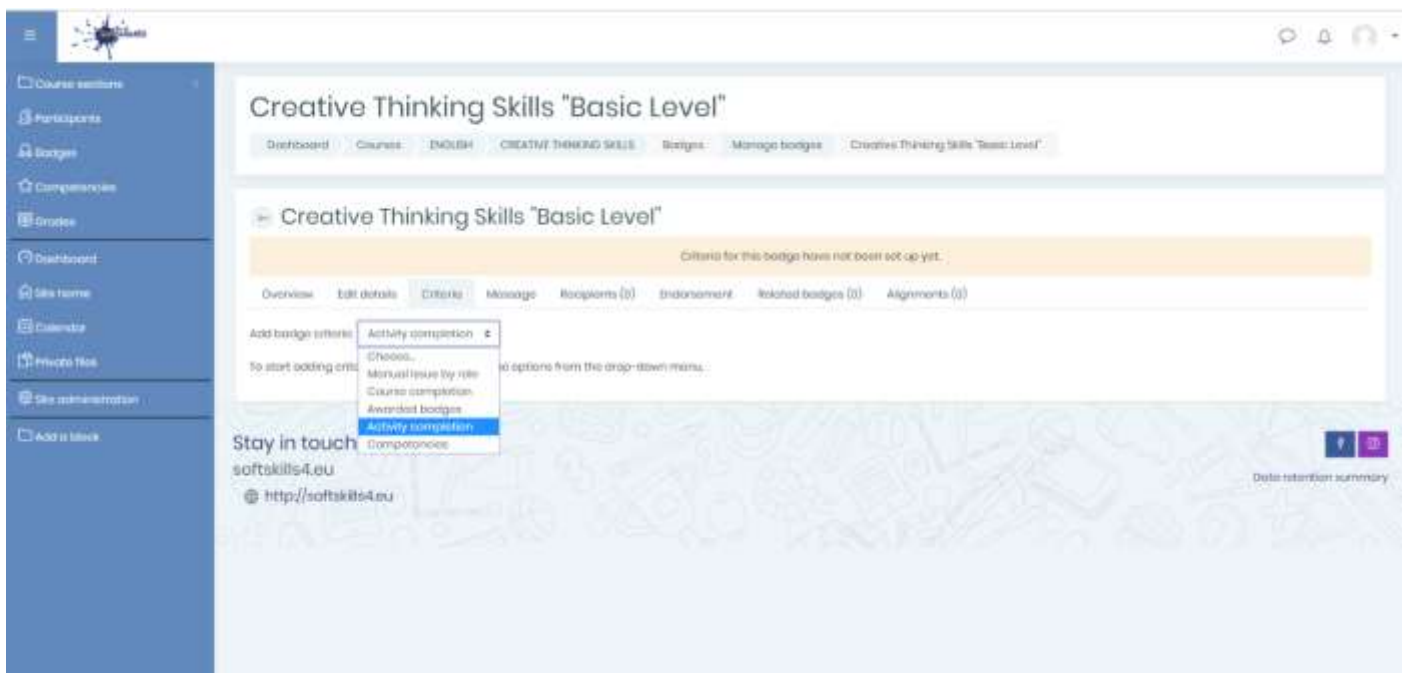 Course sections
Participants
Badges
Competencies
Grades
Dashboard
Site home
Calendar
Private files
Site administration
Add a block
Creative Thinking Skills "Basic Level"
Dashboard Courses ENGLISH CREATIVE THINKING SKILLS Badges Manage badges Creative Thinking Skills "Basic Level"
Creative Thinking Skills "Basic Level"
Criteria for this badge have not been set up yet.
Overview Edit details Criteria Message Recipients (0) Endorsement Related badges (0) Alignments (0)
Add badge criteria Activity completion
Choose...
Manual issue by role
To start adding options from the drop-down menu.
Course completion
Awarded badges
Activity completion
Competencies
Stay in touch
softskills4.eu
http://softskills4.eu
Data retention summary